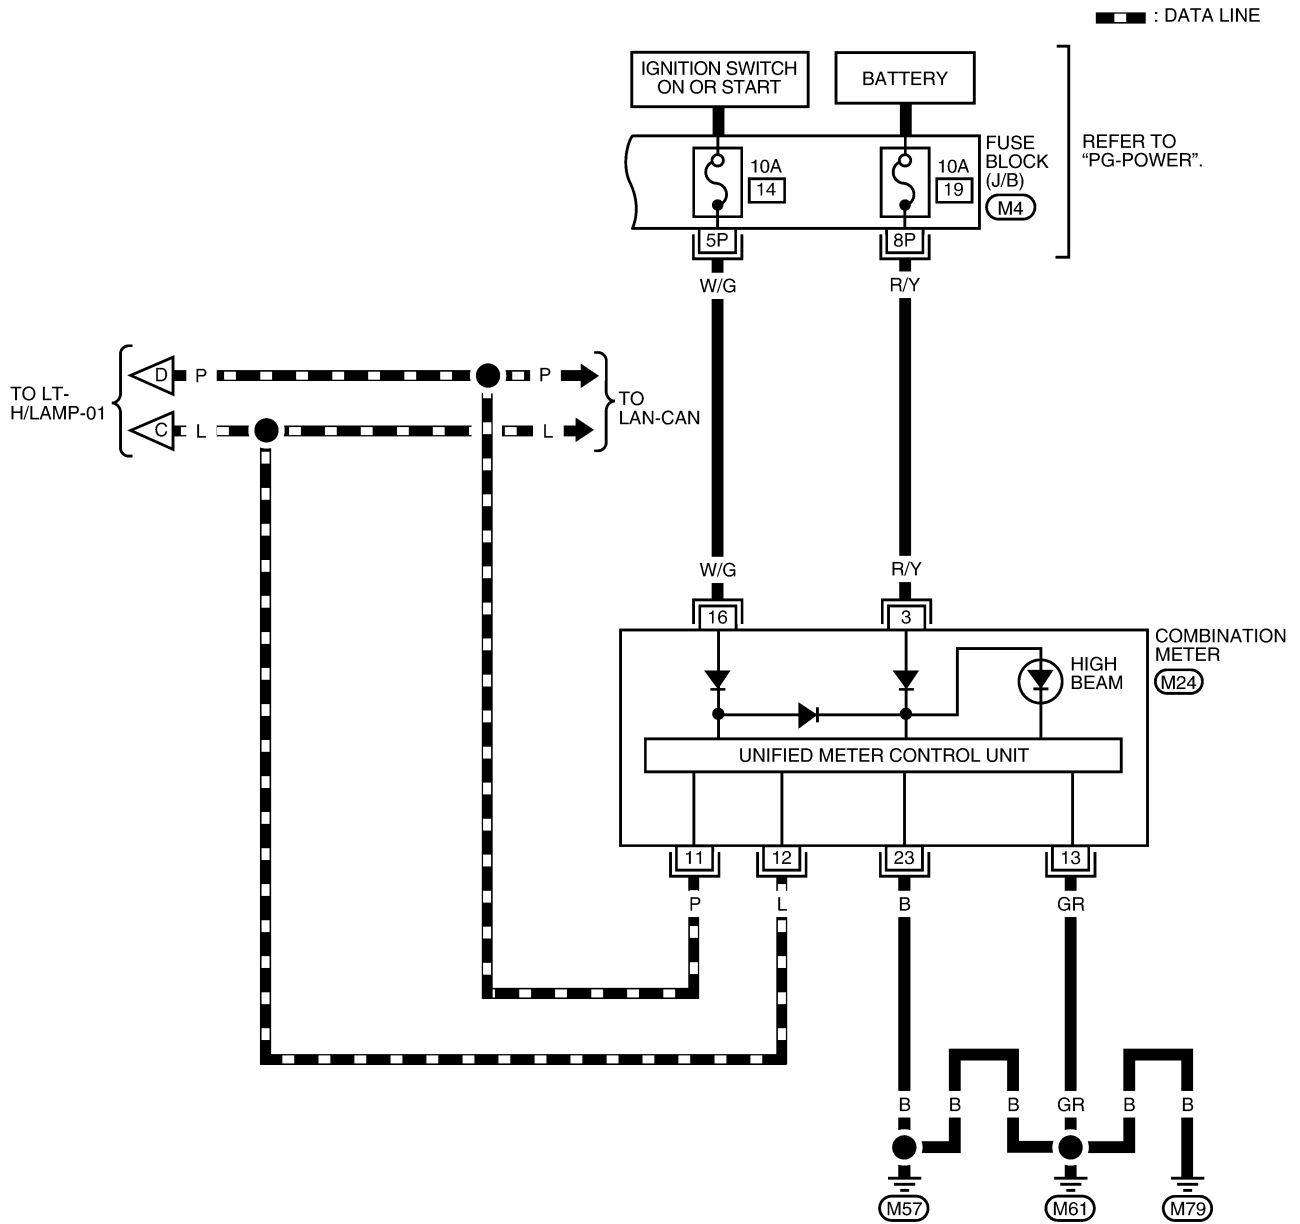 : DATA LINE
IGNITION SWITCH
ON OR START
BATTERY
FUSE
BLOCK
(J/B)
M4
REFER TO
“PG-POWER”.
10A
14
10A
19
5P
8P
W/G
R/Y
TO LT-
H/LAMP-01
D
P
P
C
L
L
TO
LAN-CAN
W/G
R/Y
16
3
COMBINATION
METER
M24
HIGH
BEAM
UNIFIED METER CONTROL UNIT
11
12
23
13
P
L
B
GR
B
B
B
GR
B
B
M57
M61
M79